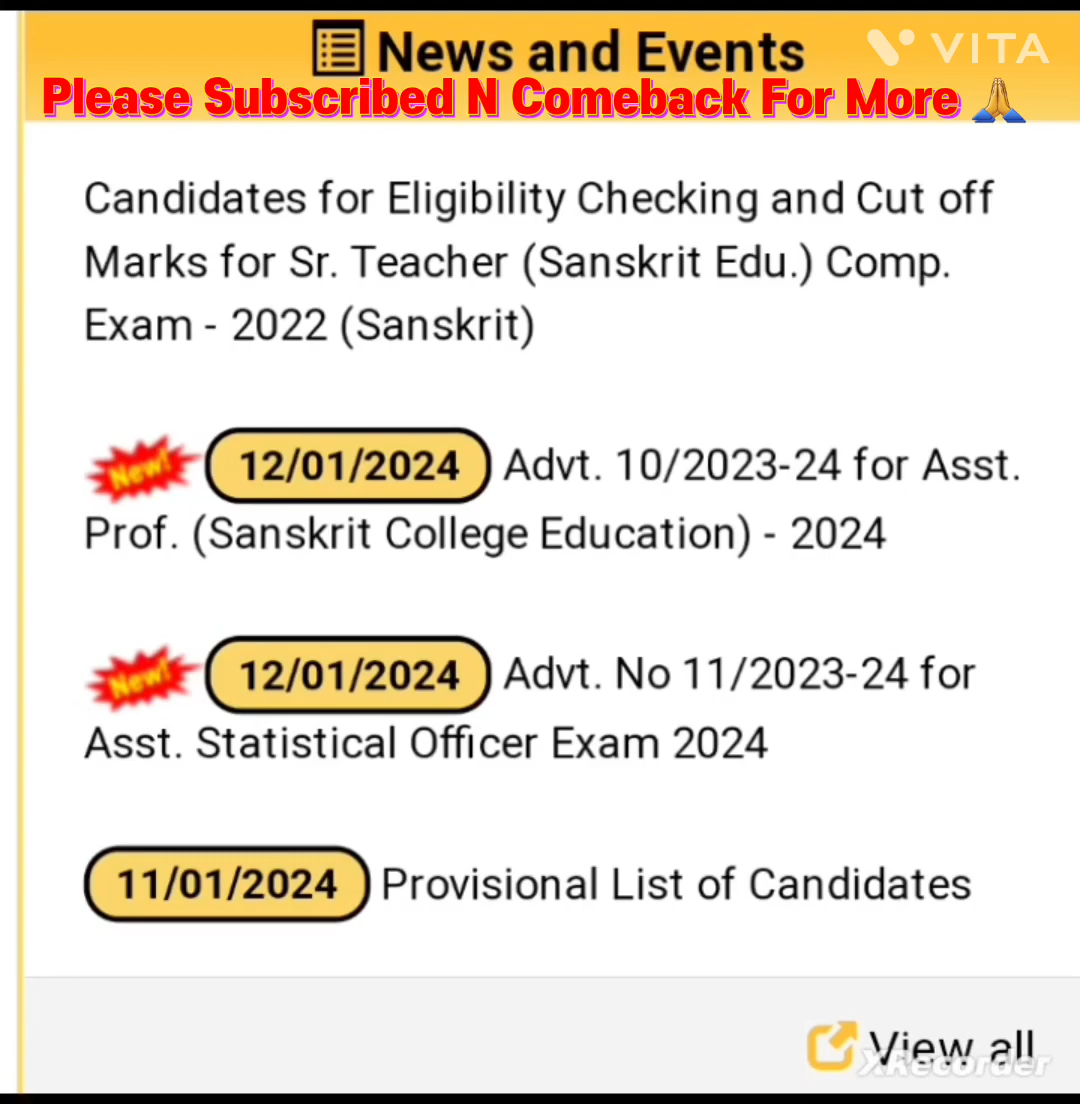 News and Events
VITA
Please Subscribed N Comeback For More 🙏
Candidates for Eligibility Checking and Cut off
Marks for Sr. Teacher (Sanskrit Edu.) Comp.
Exam - 2022 (Sanskrit)
New! 12/01/2024 Advt. 10/2023-24 for Asst.
Prof. (Sanskrit College Education) - 2024
New! 12/01/2024 Advt. No 11/2023-24 for
Asst. Statistical Officer Exam 2024
11/01/2024 Provisional List of Candidates
View all
XRecorder